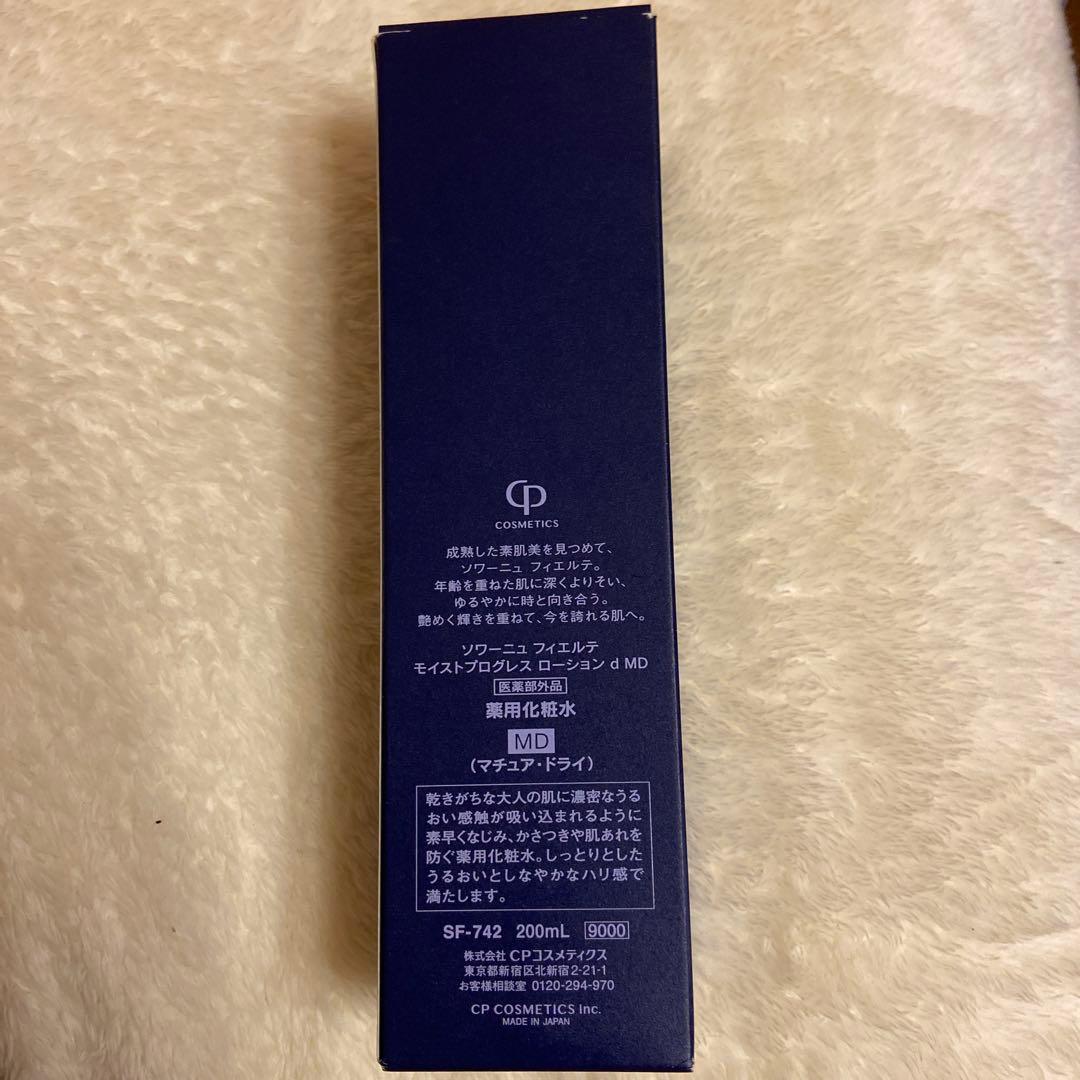 CP
COSMETICS
成熟した素肌美を見つめて、
ソワーニュ フィエルテ。
年齢を重ねた肌に深くよりそい、
ゆるやかに時と向き合う。
艶めく輝きを重ねて、今を誇れる肌へ。
ソワーニュ フィエルテ
モイストプログレス ローション d MD
医薬部外品
薬用化粧水
MD
(マチュア・ドライ)
乾きがちな大人の肌に濃密なうる
おい感触が吸い込まれるように
素早くなじみ、かさつきや肌あれを
防ぐ薬用化粧水。しっとりとした
うるおいとしなやかなハリ感で
満たします。
SF-742 200mL 9000
株式会社 CPコスメティクス
東京都新宿区北新宿2-21-1
お客様相談室 0120-294-970
CP COSMETICS Inc.
MADE IN JAPAN